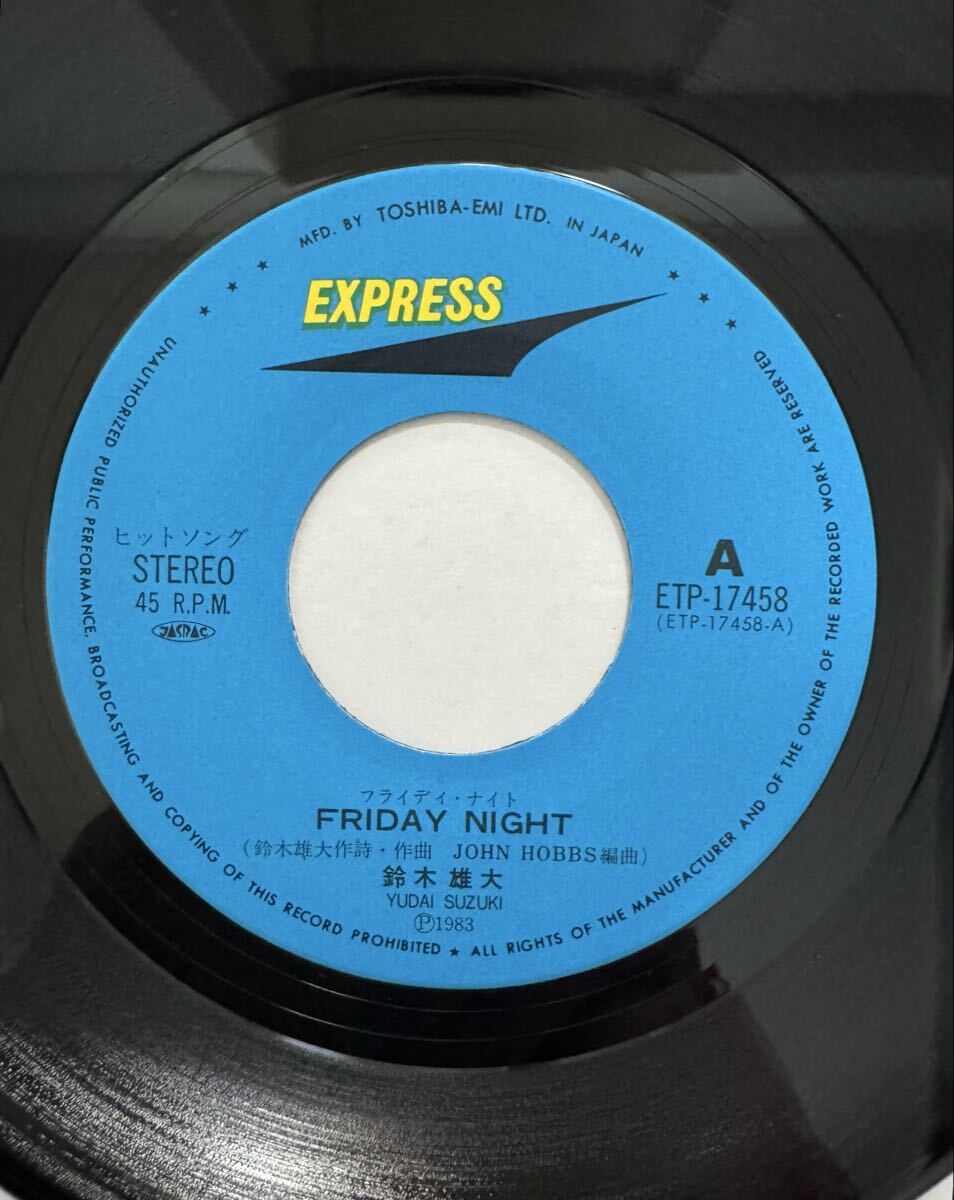 MFD. BY TOSHIBA-EMI LTD. IN JAPAN
EXPRESS
ヒットソング
STEREO
45 R.P.M.
JASRAC
A
ETP-17458
(ETP-17458-A)
フライディ・ナイト
FRIDAY NIGHT
(鈴木雄大作詩・作曲 JOHN HOBBS編曲)
鈴木雄大
YUDAI SUZUKI
Ⓟ1983
UNAUTHORIZED PUBLIC PERFORMANCE, BROADCASTING AND COPYING OF THIS RECORD PROHIBITED ★ ALL RIGHTS OF THE MANUFACTURER AND OF THE OWNER OF THE RECORDED WORK ARE RESERVED